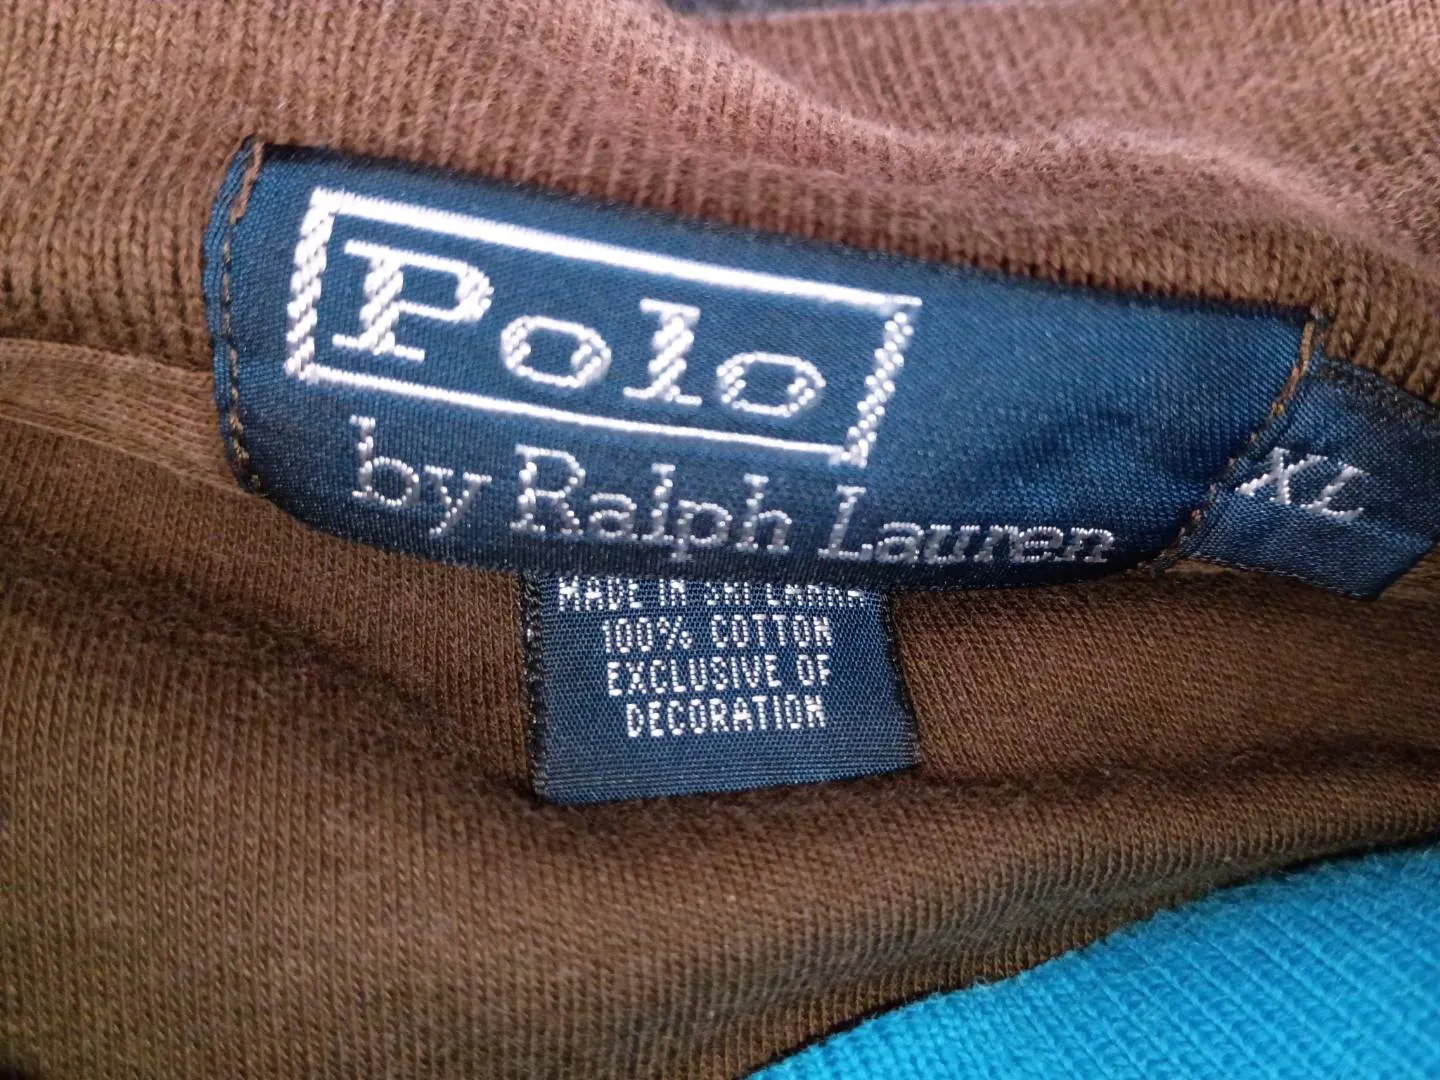 Polo
by Ralph Lauren
XL
MADE IN SRI LANKA
100% COTTON
EXCLUSIVE OF
DECORATION